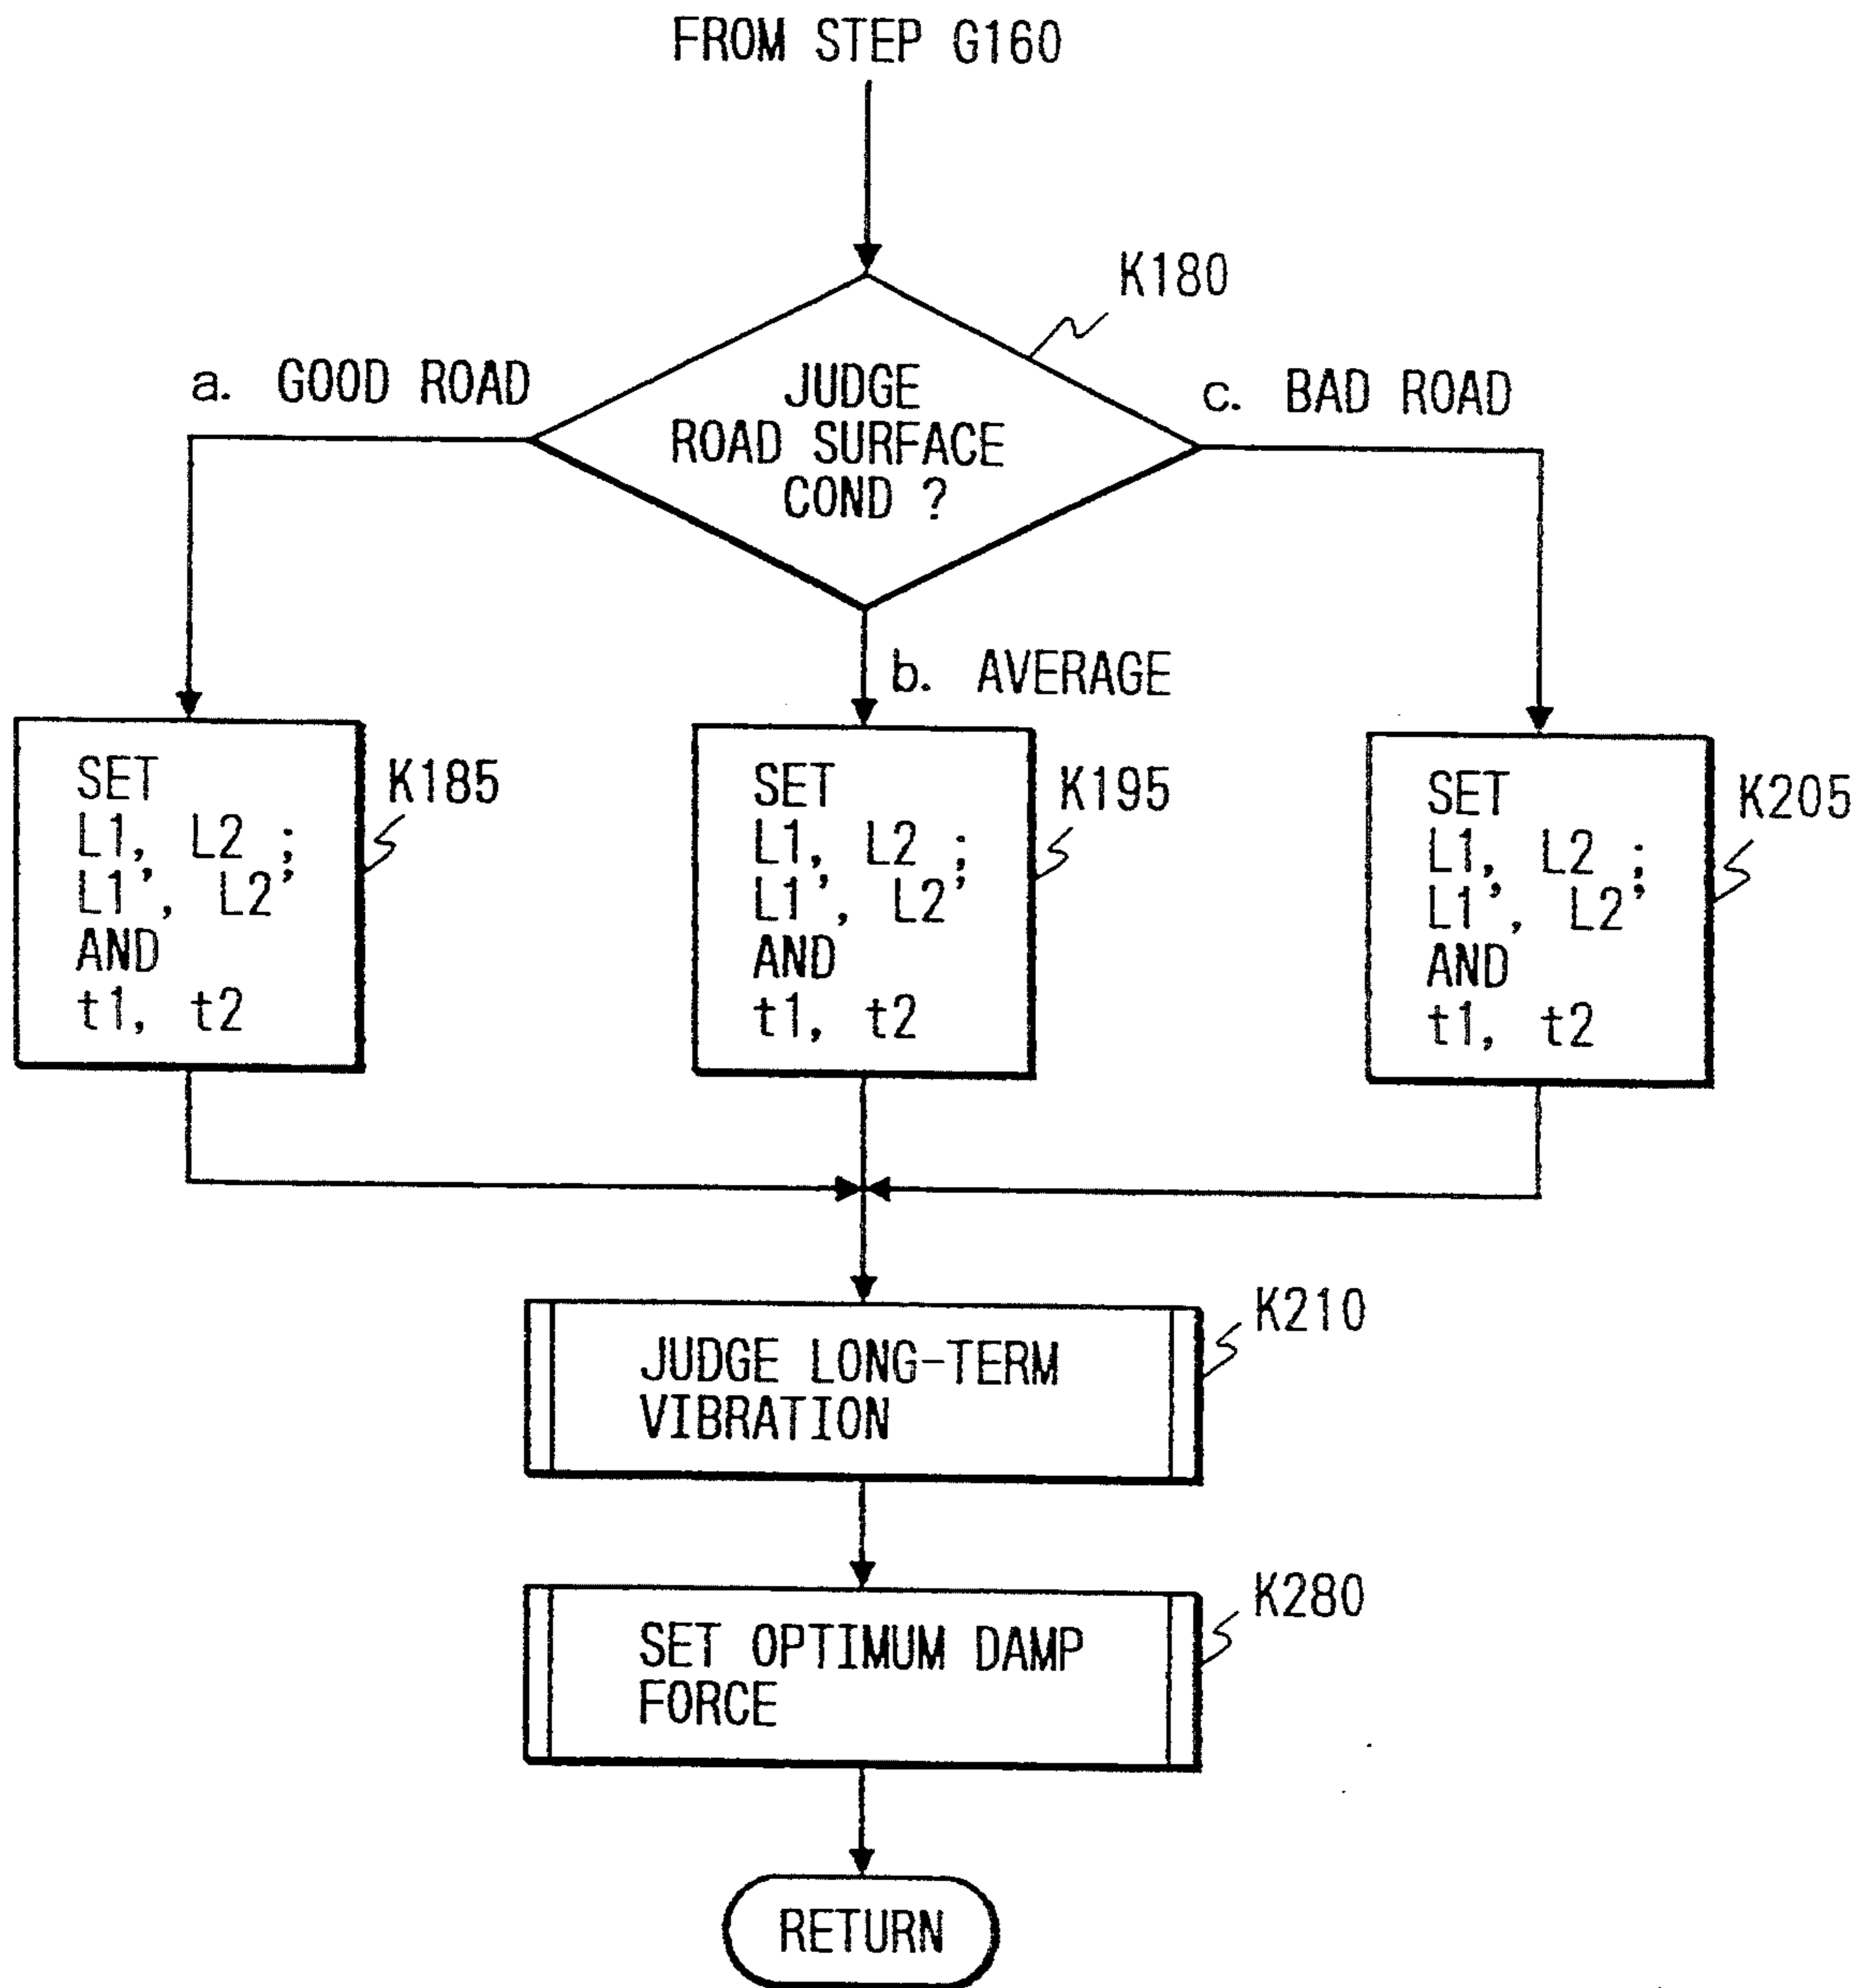 FROM STEP G160
K180
a. GOOD ROAD
JUDGE
ROAD SURFACE
COND ?
c. BAD ROAD
b. AVERAGE
SET
L1, L2 ;
L1', L2'
AND
t1, t2
K185
SET
L1, L2 ;
L1', L2'
AND
t1, t2
K195
SET
L1, L2 ;
L1', L2'
AND
t1, t2
K205
JUDGE LONG-TERM
VIBRATION
K210
SET OPTIMUM DAMP
FORCE
K280
RETURN